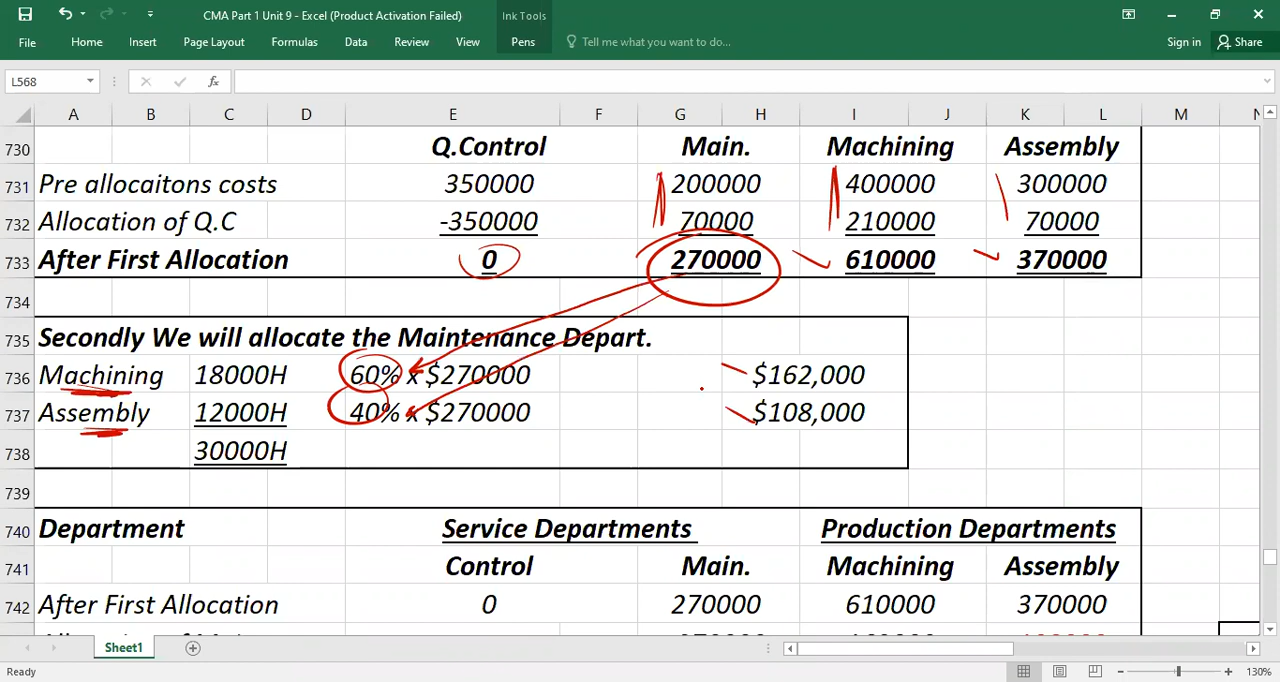 CMA Part 1 Unit 9 - Excel (Product Activation Failed) Ink Tools
File Home Insert Page Layout Formulas Data Review View Pens Tell me what you want to do... Sign in Share
L568 fx
A B C D E F G H I J K L M N
730 Q.Control Main. Machining Assembly
731 Pre allocaitons costs 350000 200000 400000 300000
732 Allocation of Q.C -350000 70000 210000 70000
733 After First Allocation 0 270000 610000 370000
734
735 Secondly We will allocate the Maintenance Depart.
736 Machining 18000H 60% x $270000 $162,000
737 Assembly 12000H 40% x $270000 $108,000
738 30000H
739
740 Department Service Departments Production Departments
741 Control Main. Machining Assembly
742 After First Allocation 0 270000 610000 370000
Sheet1
Ready 130%